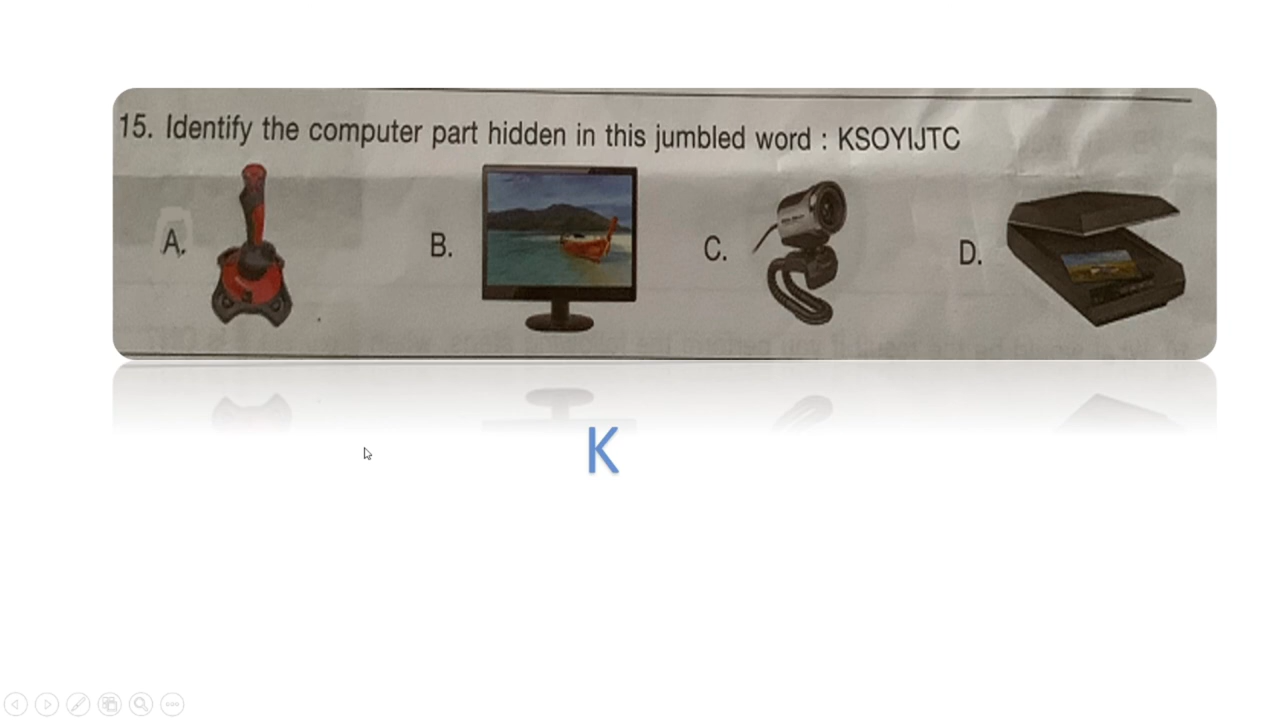 15. Identify the computer part hidden in this jumbled word : KSOYIJTC
A. B. C. D.
K